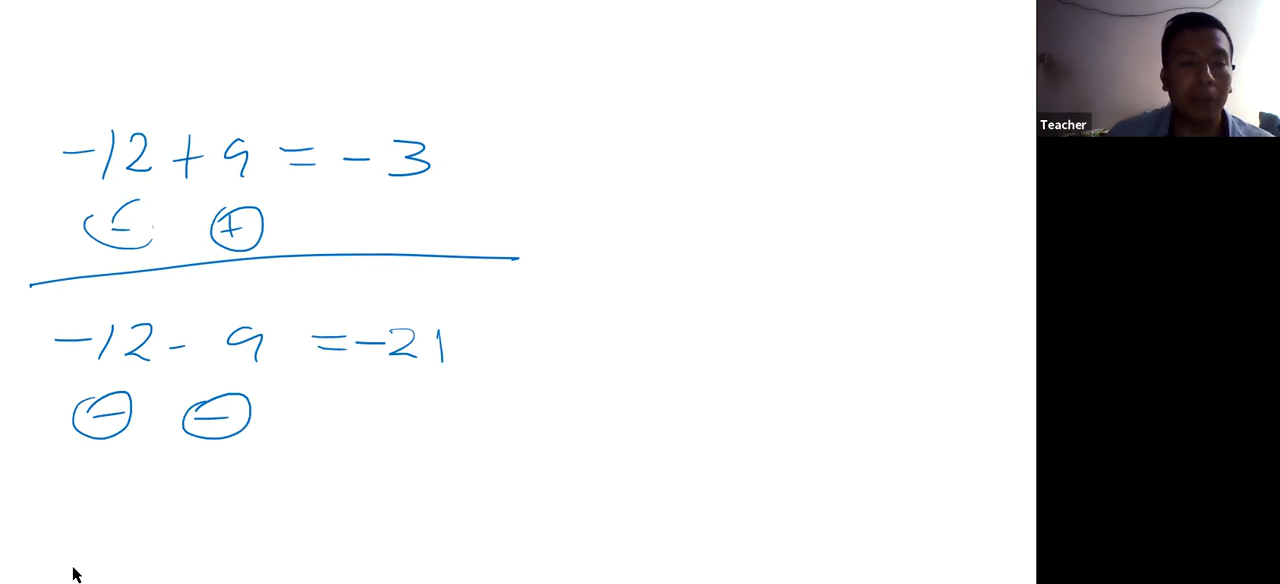 -12 + 9 = - 3
- +
-12 - 9 = -21
- -
Teacher